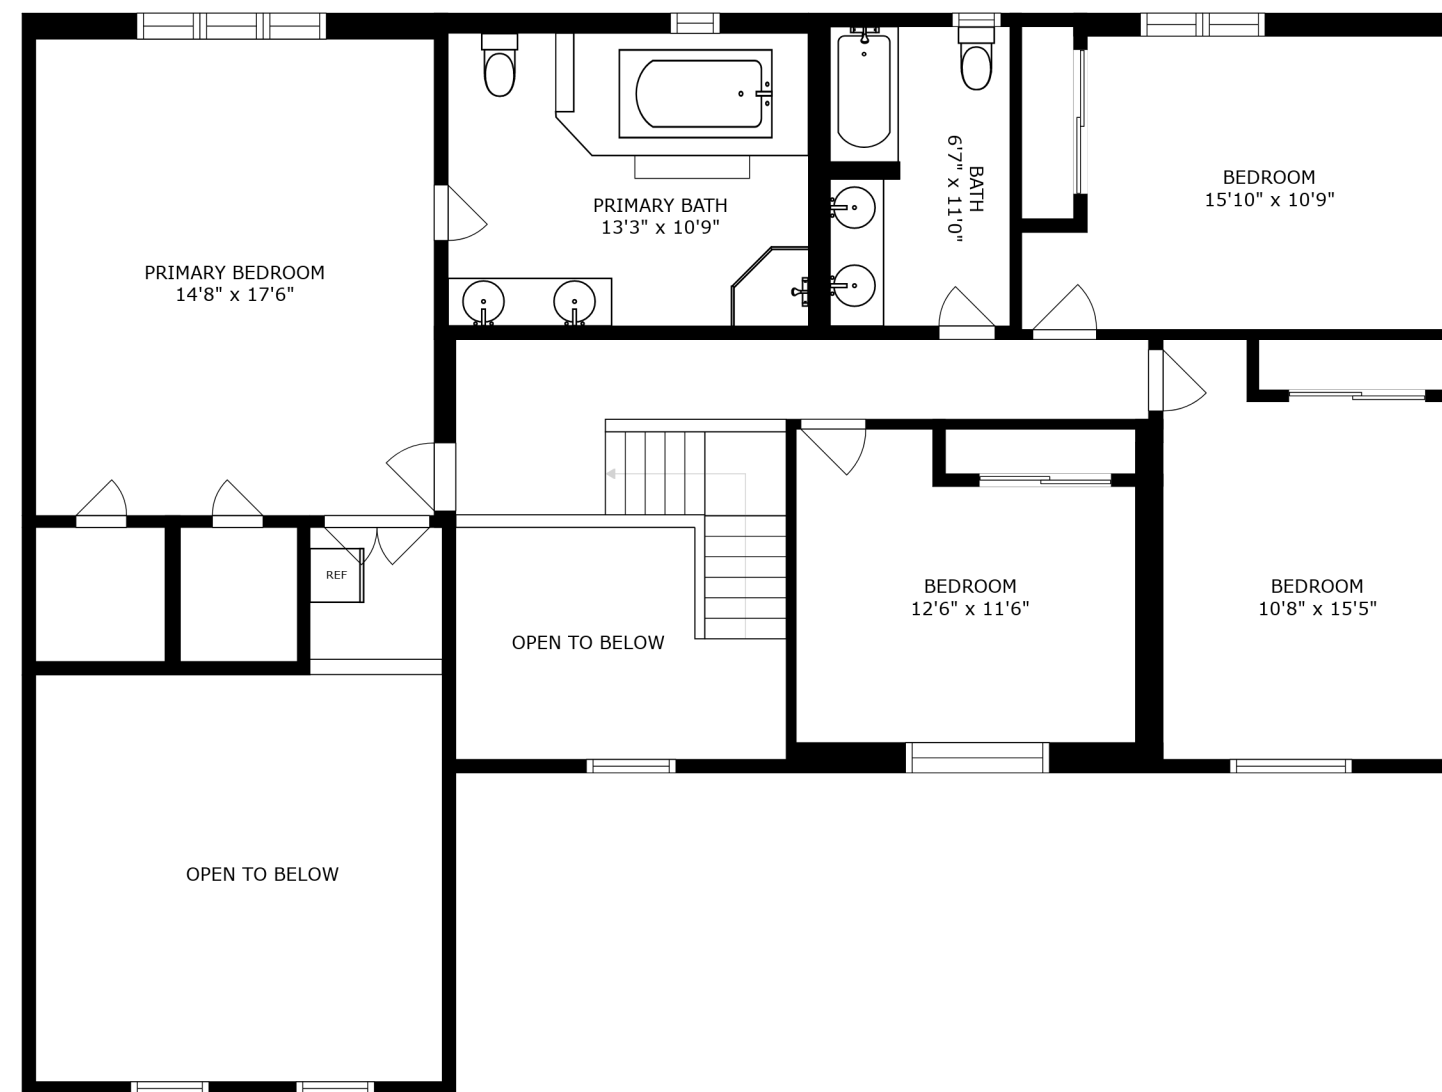 PRIMARY BEDROOM
14'8" x 17'6"
PRIMARY BATH
13'3" x 10'9"
BATH
6'7" x 11'0"
BEDROOM
15'10" x 10'9"
REF
OPEN TO BELOW
BEDROOM
12'6" x 11'6"
BEDROOM
10'8" x 15'5"
OPEN TO BELOW